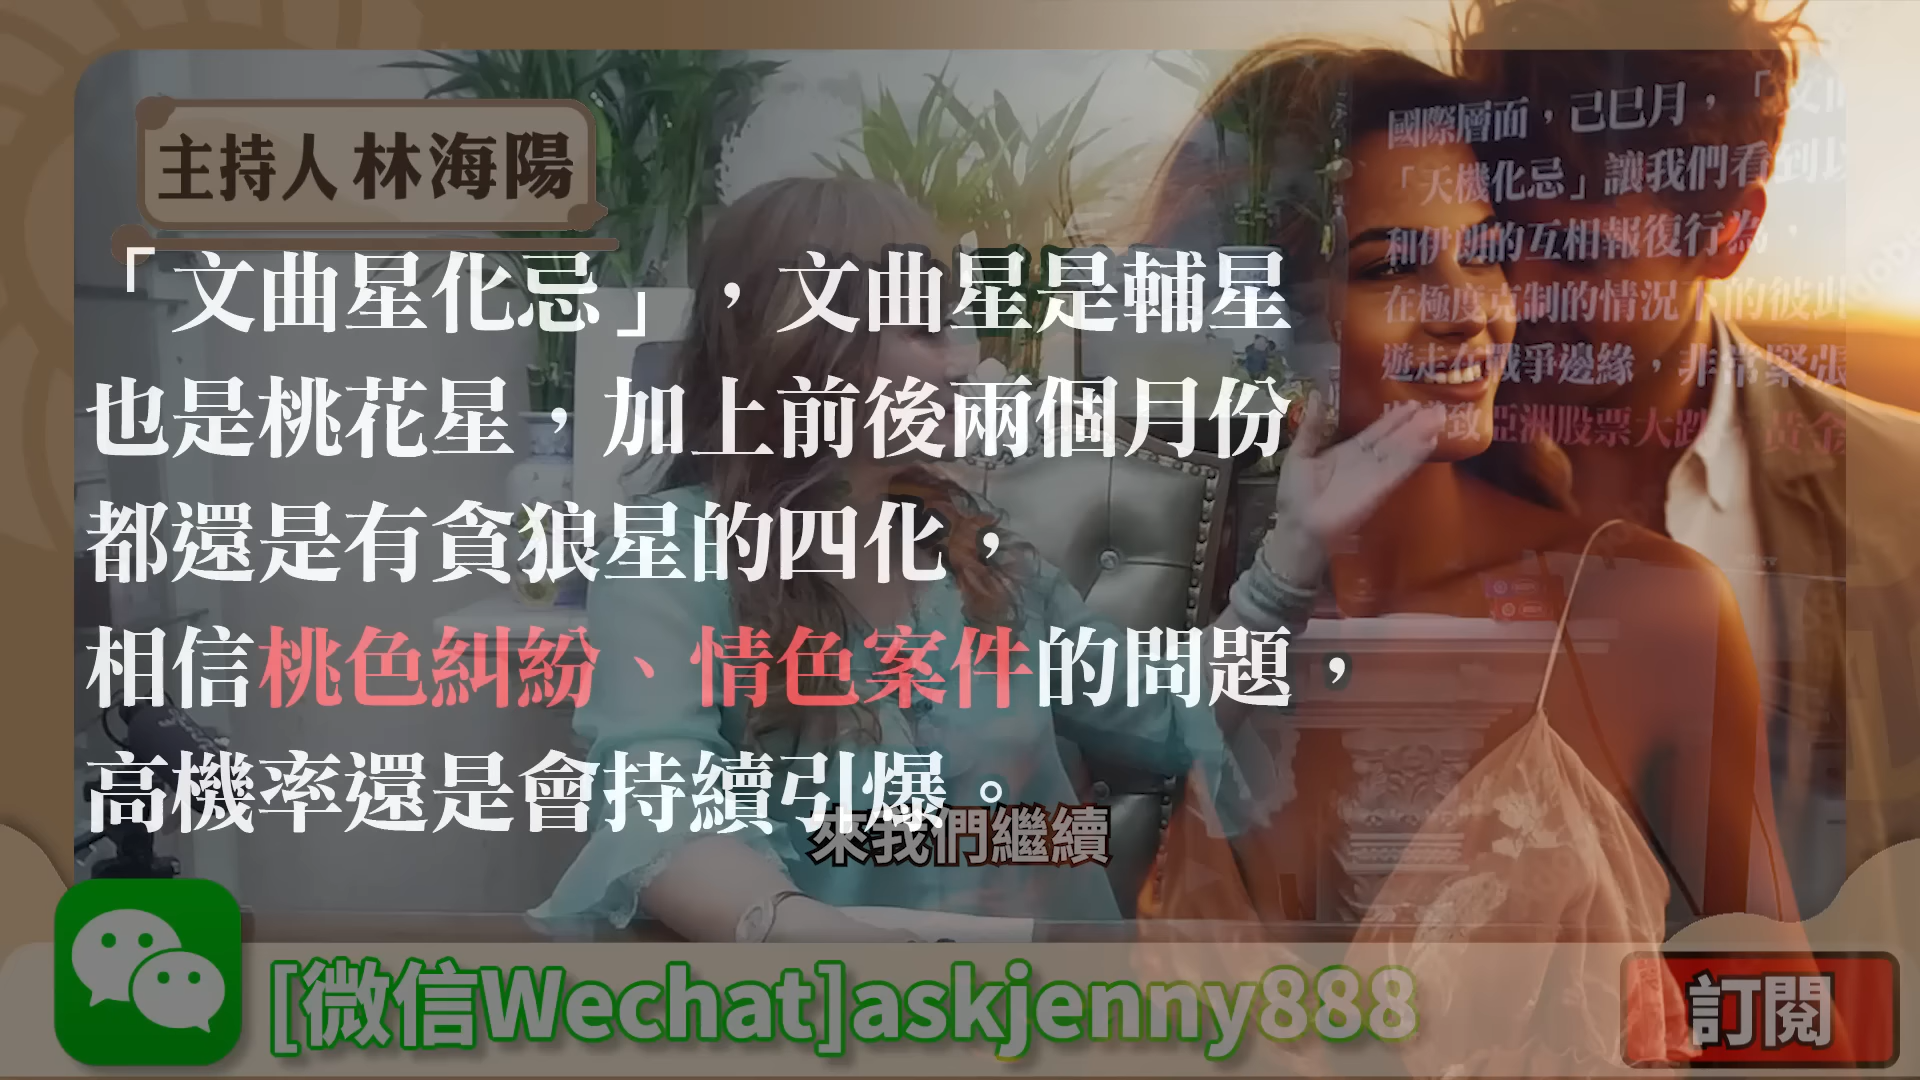 主持人 林海陽
「文曲星化忌」，文曲星是輔星
也是桃花星，加上前後兩個月份
都還是有貪狼星的四化，
相信桃色糾紛、情色案件的問題，
高機率還是會持續引爆。
國際層面，己巳月，「文
「天機化忌」讓我們看到以
和伊朗的互相報復行為，
在極度克制的情況下的彼此
遊走在戰爭邊緣，非常緊張
致亞洲股票大跌 黃金
來我們繼續
[微信Wechat]askjenny888
訂閱